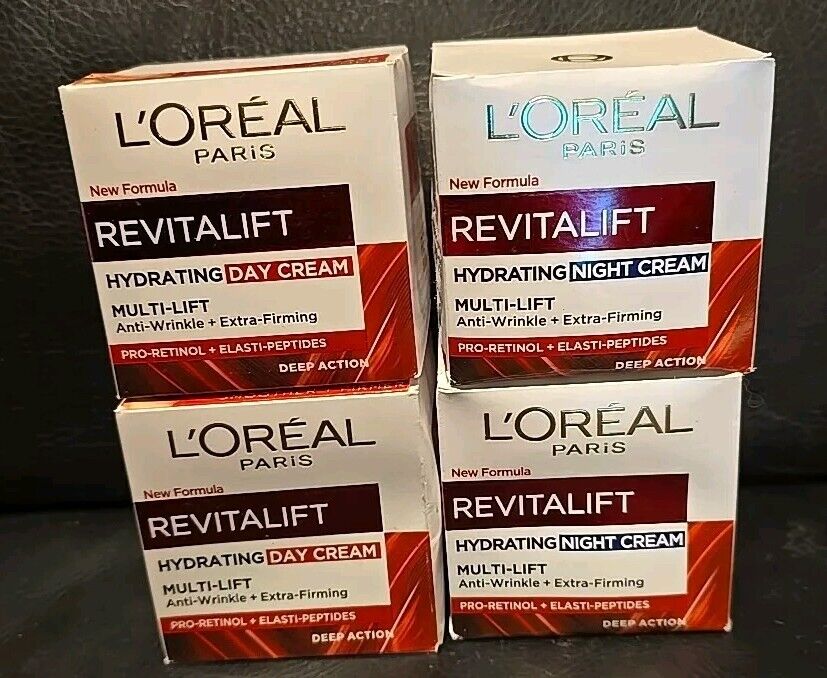 L'ORÉAL
PARiS
New Formula
REVITALIFT
HYDRATING DAY CREAM
MULTI-LIFT
Anti-Wrinkle + Extra-Firming
PRO-RETINOL + ELASTI-PEPTIDES
DEEP ACTION
L'ORÉAL
PARiS
New Formula
REVITALIFT
HYDRATING NIGHT CREAM
MULTI-LIFT
Anti-Wrinkle + Extra-Firming
PRO-RETINOL + ELASTI-PEPTIDES
DEEP ACTION
L'ORÉAL
PARiS
New Formula
REVITALIFT
HYDRATING DAY CREAM
MULTI-LIFT
Anti-Wrinkle + Extra-Firming
PRO-RETINOL + ELASTI-PEPTIDES
DEEP ACTION
L'ORÉAL
PARiS
New Formula
REVITALIFT
HYDRATING NIGHT CREAM
MULTI-LIFT
Anti-Wrinkle + Extra-Firming
PRO-RETINOL + ELASTI-PEPTIDES
DEEP ACTION